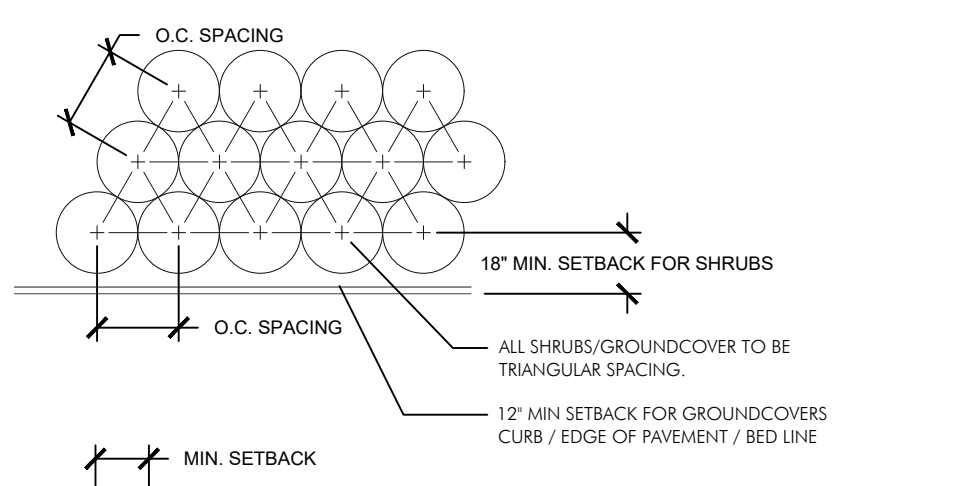 O.C. SPACING
18" MIN. SETBACK FOR SHRUBS
O.C. SPACING
ALL SHRUBS/GROUNDCOVER TO BE
TRIANGULAR SPACING.
12" MIN SETBACK FOR GROUNDCOVERS
CURB / EDGE OF PAVEMENT / BED LINE
MIN. SETBACK